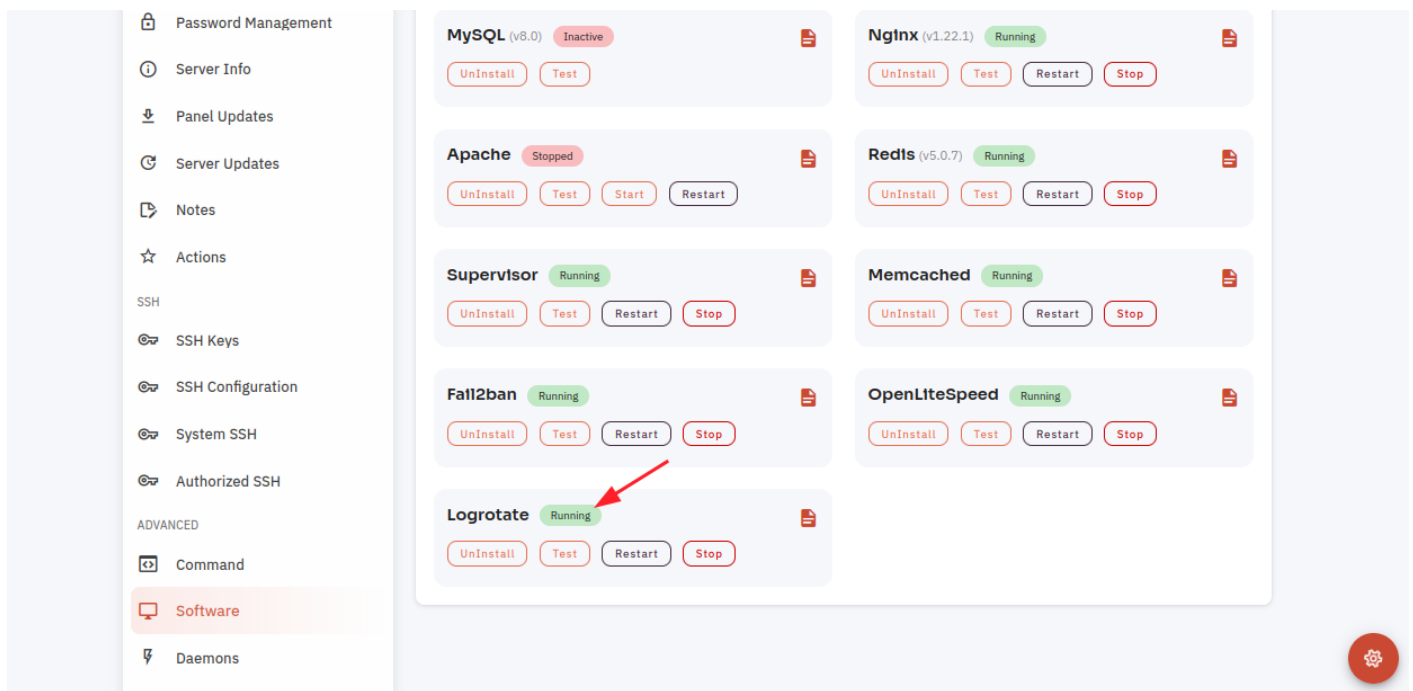 Password Management
Server Info
Panel Updates
Server Updates
Notes
Actions
SSH
SSH Keys
SSH Configuration
System SSH
Authorized SSH
ADVANCED
Command
Software
Daemons
MySQL (v8.0) Inactive
UnInstall Test
Nginx (v1.22.1) Running
UnInstall Test Restart Stop
Apache Stopped
UnInstall Test Start Restart
Redis (v5.0.7) Running
UnInstall Test Restart Stop
Supervisor Running
UnInstall Test Restart Stop
Memcached Running
UnInstall Test Restart Stop
Fail2ban Running
UnInstall Test Restart Stop
OpenLiteSpeed Running
UnInstall Test Restart Stop
Logrotate Running
UnInstall Test Restart Stop